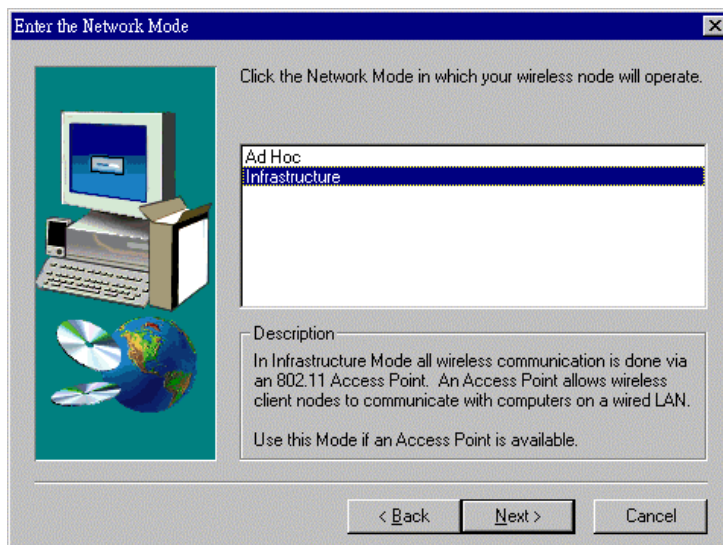 Enter the Network Mode
Click the Network Mode in which your wireless node will operate.
Ad Hoc
Infrastructure
Description
In Infrastructure Mode all wireless communication is done via
an 802.11 Access Point. An Access Point allows wireless
client nodes to communicate with computers on a wired LAN.
Use this Mode if an Access Point is available.
< Back
Next >
Cancel